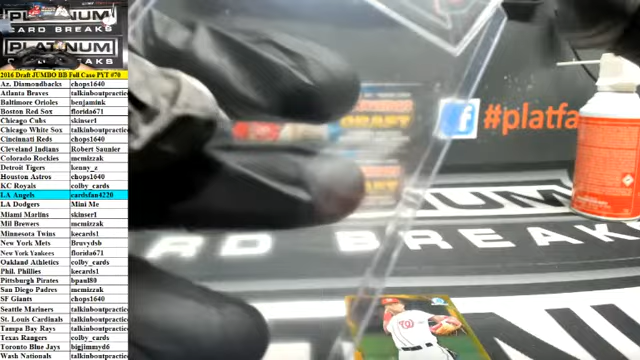 PLATINUM
CARD BREAKS
PLATINUM
CARD BREAKS
2016 Draft JUMBO BB Full Case PYT #70
Az. Diamondbacks chops1640
Atlanta Braves talkinboutpractice
Baltimore Orioles benjamink
Boston Red Sox florida671
Chicago Cubs skinser1
Chicago White Sox talkinboutpractice
Cincinnati Reds chops1640
Cleveland Indians Robert Saunier
Colorado Rockies mcmizzak
Detroit Tigers kenny_z
Houston Astros chops1640
KC Royals colby_cards
LA Angels cardsfan4220
LA Dodgers Mini Me
Miami Marlins skinser1
Mil Brewers mcmizzak
Minnesota Twins kecards1
New York Mets Bruvydsb
New York Yankees florida671
Oakland Athletics colby_cards
Phil. Phillies kecards1
Pittsburgh Pirates bpaul80
San Diego Padres mcmizzak
SF Giants chops1640
Seattle Mariners talkinboutpractice
St. Louis Cardinals talkinboutpractice
Tampa Bay Rays talkinboutpractice
Texas Rangers colby_cards
Toronto Blue Jays bigjimmyd6
Wash Nationals talkinboutpractice
DRAFT
f #platfa
RD BREAKS
W